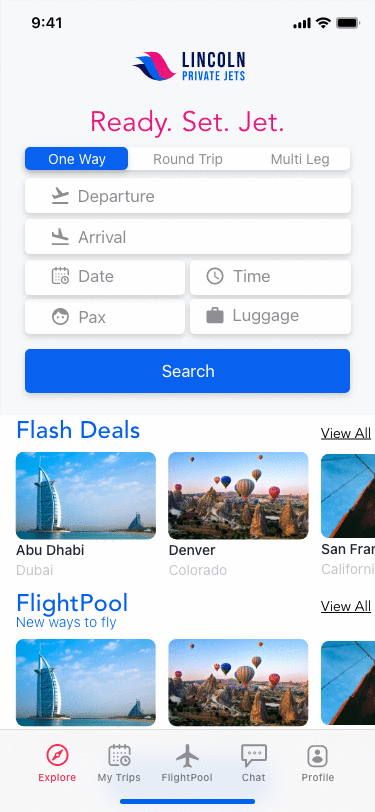 9:41
LINCOLN
PRIVATE JETS
Ready. Set. Jet.
One Way Round Trip Multi Leg
Departure
Arrival
Date Time
Pax Luggage
Search
Flash Deals View All
Abu Dhabi Denver San Fran
Dubai Colorado Californi
FlightPool View All
New ways to fly
Explore My Trips FlightPool Chat Profile